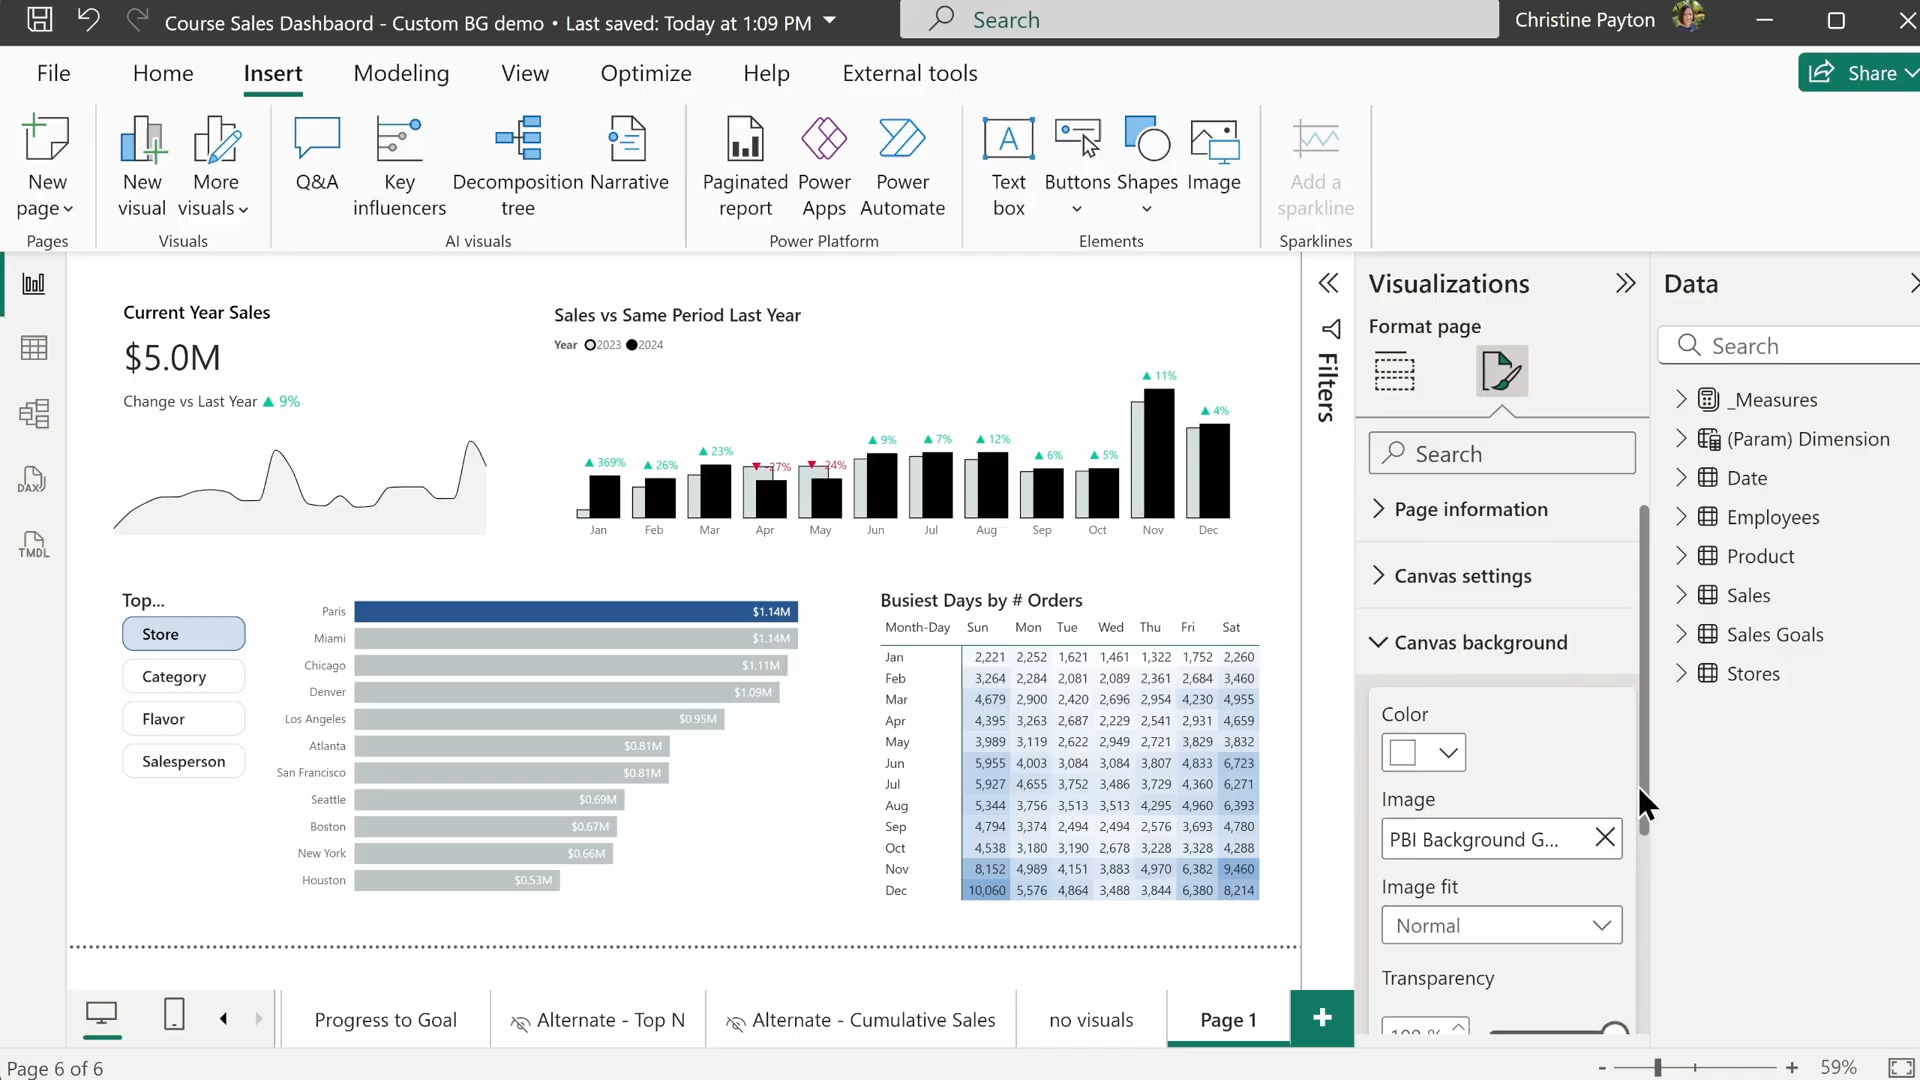 Course Sales Dashbaord - Custom BG demo • Last saved: Today at 1:09 PM
Search
Christine Payton
File Home Insert Modeling View Optimize Help External tools
Share
New page
Pages
New visual
More visuals
Visuals
Q&A
Key influencers
Decomposition tree
Narrative
AI visuals
Paginated report
Power Apps
Power Automate
Power Platform
Text box
Buttons
Shapes
Image
Elements
Add a sparkline
Sparklines
DAX
TMDL
Current Year Sales
$5.0M
Change vs Last Year ▲ 9%
Sales vs Same Period Last Year
Year 2023 2024
▲ 369% ▲ 26% ▲ 23% ▼ -27% ▼ -24% ▲ 9% ▲ 7% ▲ 12% ▲ 6% ▲ 5% ▲ 11% ▲ 4%
Jan Feb Mar Apr May Jun Jul Aug Sep Oct Nov Dec
Top...
Store
Category
Flavor
Salesperson
Paris $1.14M
Miami $1.14M
Chicago $1.11M
Denver $1.09M
Los Angeles $0.95M
Atlanta $0.81M
San Francisco $0.81M
Seattle $0.69M
Boston $0.67M
New York $0.66M
Houston $0.53M
Busiest Days by # Orders
Month-Day Sun Mon Tue Wed Thu Fri Sat
Jan 2,221 2,252 1,621 1,461 1,322 1,752 2,260
Feb 3,264 2,284 2,081 2,089 2,361 2,684 3,460
Mar 4,679 2,900 2,420 2,696 2,954 4,230 4,955
Apr 4,395 3,263 2,687 2,229 2,541 2,931 4,659
May 3,989 3,119 2,622 2,949 2,721 3,829 3,832
Jun 5,955 4,003 3,084 3,084 3,807 4,833 6,723
Jul 5,927 4,655 3,752 3,486 3,729 4,360 6,271
Aug 5,344 3,756 3,513 3,513 4,295 4,960 6,393
Sep 4,794 3,374 2,494 2,494 2,576 3,693 4,780
Oct 4,538 3,180 3,190 2,678 3,228 3,328 4,288
Nov 8,152 4,989 4,151 3,883 4,970 6,382 9,460
Dec 10,060 5,576 4,864 3,488 3,844 6,380 8,214
Filters
Visualizations
Format page
Search
Page information
Canvas settings
Canvas background
Color
Image
PBI Background G...
Image fit
Normal
Transparency
Data
Search
_Measures
(Param) Dimension
Date
Employees
Product
Sales
Sales Goals
Stores
Progress to Goal
Alternate - Top N
Alternate - Cumulative Sales
no visuals
Page 1
Page 6 of 6
59%